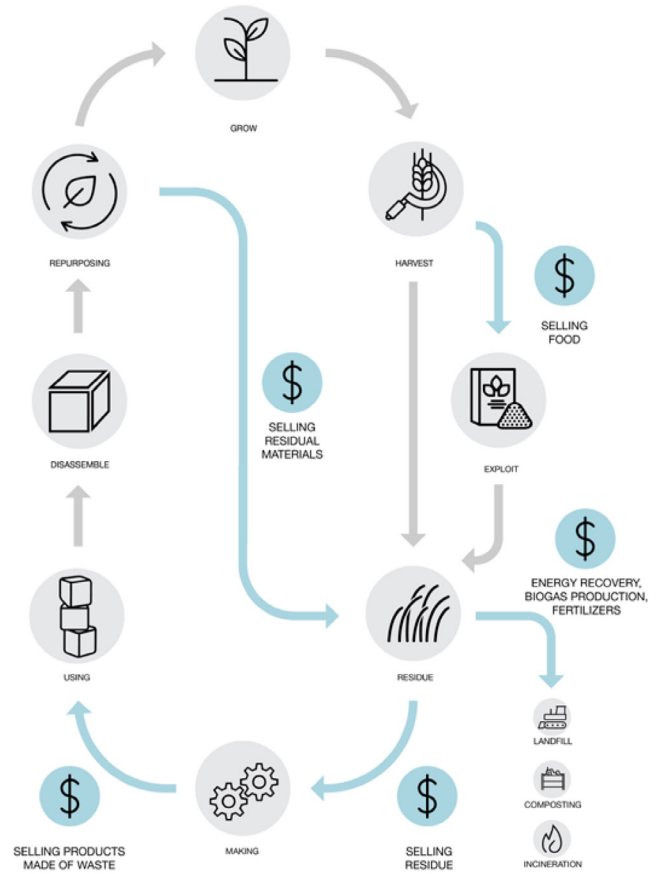 GROW
REPURPOSING
HARVEST
$
SELLING
FOOD
$
SELLING
RESIDUAL
MATERIALS
DISASSEMBLE
EXPLOIT
$
ENERGY RECOVERY,
BIOGAS PRODUCTION,
FERTILIZERS
USING
RESIDUE
LANDFILL
COMPOSTING
INCINERATION
$
SELLING PRODUCTS
MADE OF WASTE
MAKING
$
SELLING
RESIDUE